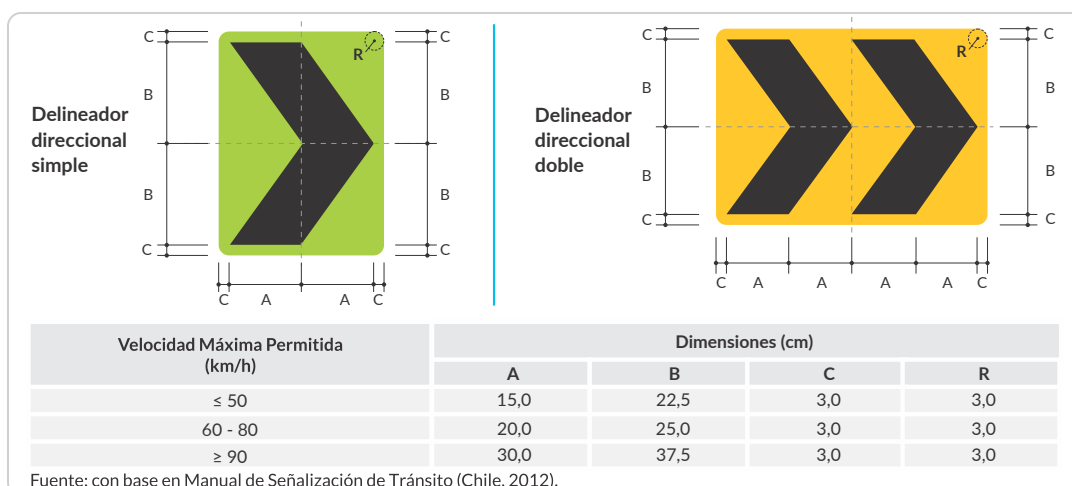 Delineador
direccional
simple
C
B
B
C
R
C
B
B
C
C A A C
Delineador
direccional
doble
C
B
B
C
R
C
B
B
C
C A A A A C
Velocidad Máxima Permitida
(km/h)
Dimensiones (cm)
A B C R
≤ 50 15,0 22,5 3,0 3,0
60 - 80 20,0 25,0 3,0 3,0
≥ 90 30,0 37,5 3,0 3,0
Fuente: con base en Manual de Señalización de Tránsito (Chile, 2012).